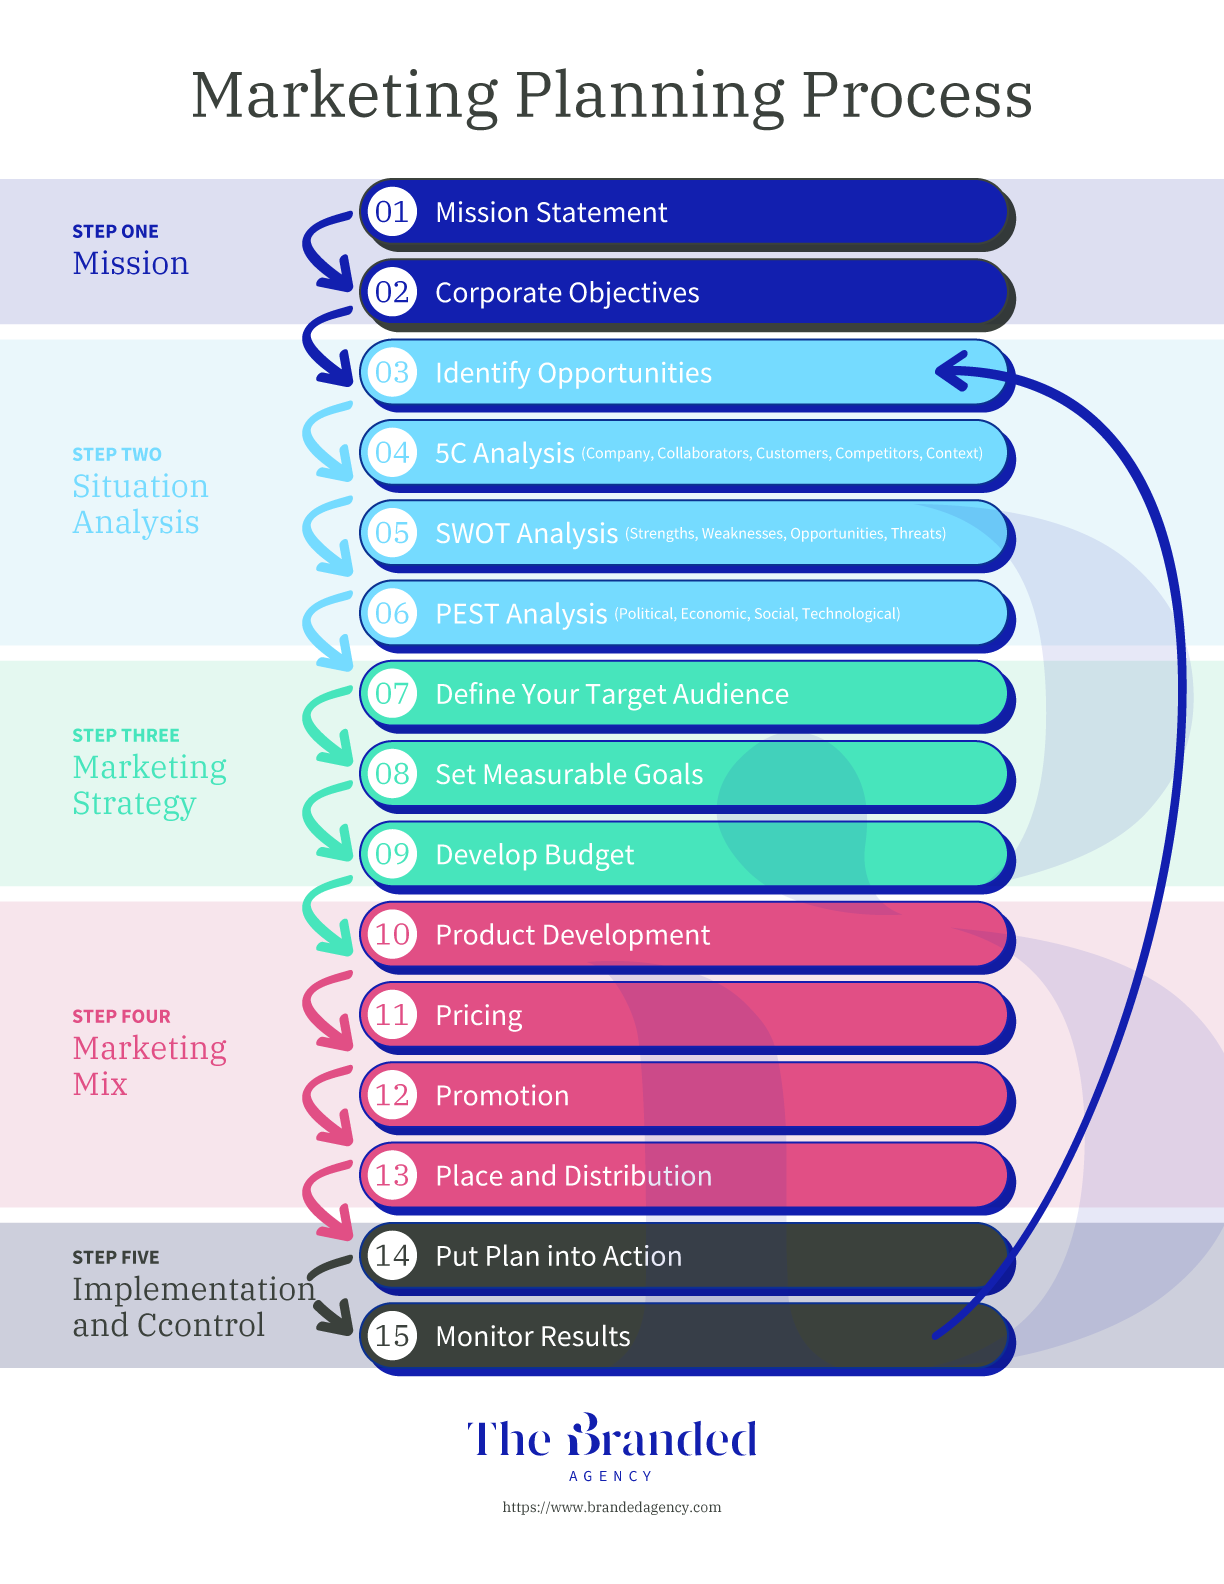 Marketing Planning Process
STEP ONE
Mission
01 Mission Statement
02 Corporate Objectives
STEP TWO
Situation
Analysis
03 Identify Opportunities
04 5C Analysis (Company, Collaborators, Customers, Competitors, Context)
05 SWOT Analysis (Strengths, Weaknesses, Opportunities, Threats)
06 PEST Analysis (Political, Economic, Social, Technological)
STEP THREE
Marketing
Strategy
07 Define Your Target Audience
08 Set Measurable Goals
09 Develop Budget
STEP FOUR
Marketing
Mix
10 Product Development
11 Pricing
12 Promotion
13 Place and Distribution
STEP FIVE
Implementation
and Ccontrol
14 Put Plan into Action
15 Monitor Results
The Branded
AGENCY
https://www.brandedagency.com